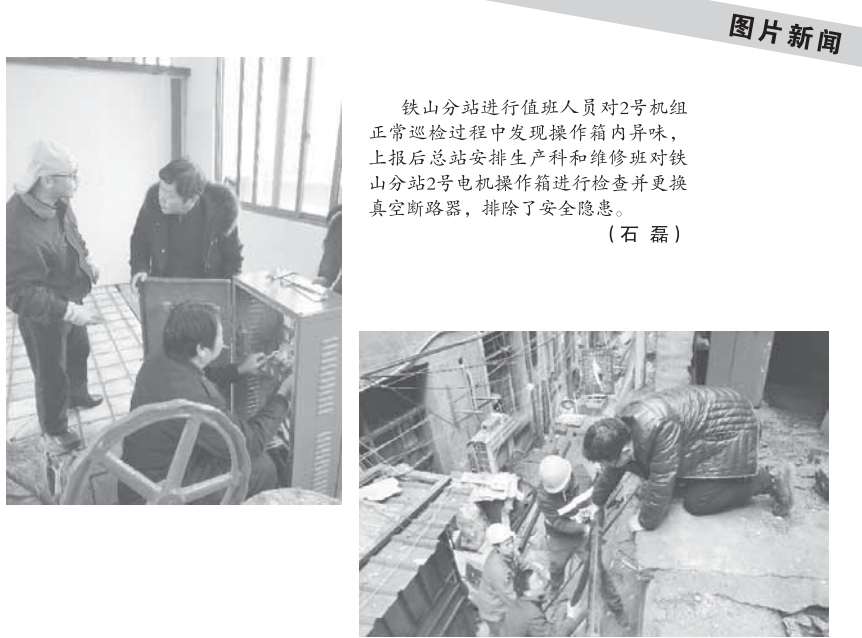 图片新闻
铁山分站进行值班人员对2号机组
正常巡检过程中发现操作箱内异味，
上报后总站安排生产科和维修班对铁
山分站2号电机操作箱进行检查并更换
真空断路器，排除了安全隐患。
（石 磊）